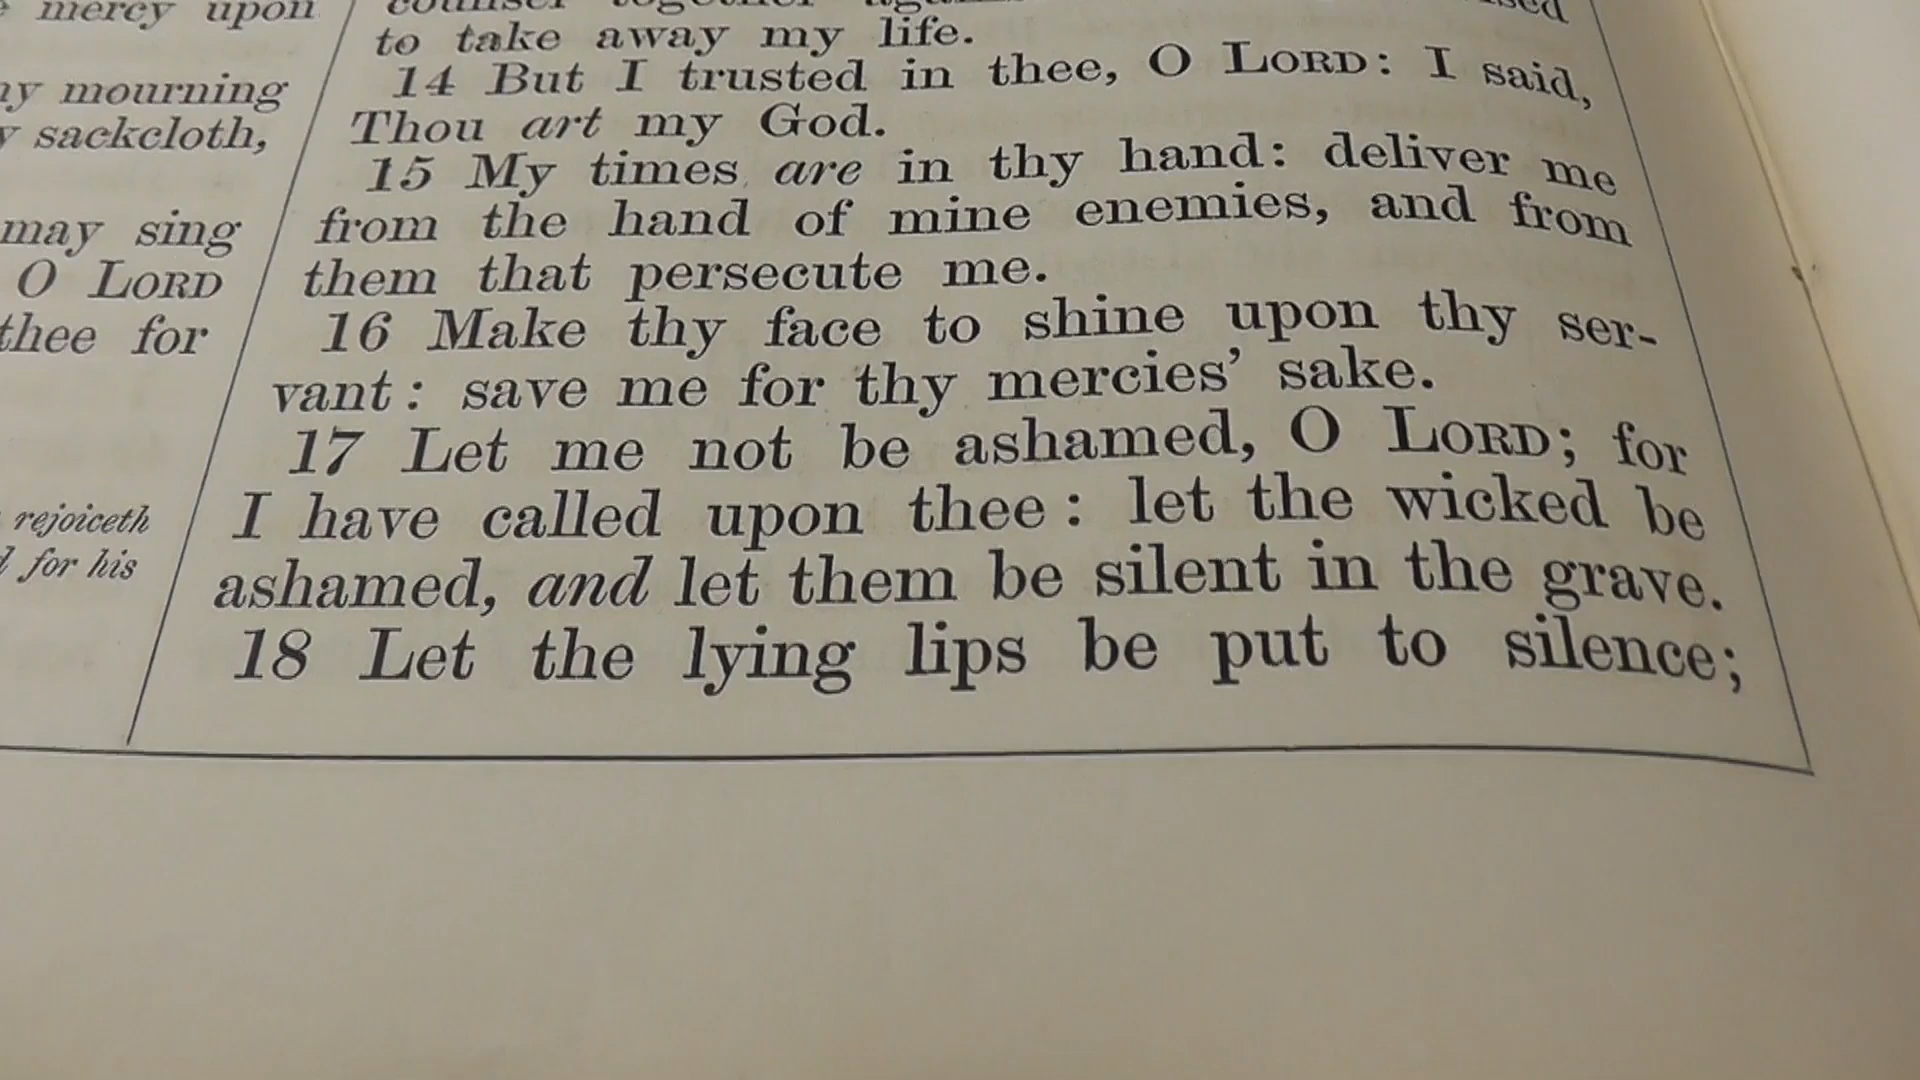 mercy upon
mourning
sackcloth,
may sing
O LORD
thee for
rejoiceth
for his
to take away my life.
14 But I trusted in thee, O LORD: I said,
Thou art my God.
15 My times are in thy hand: deliver me
from the hand of mine enemies, and from
them that persecute me.
16 Make thy face to shine upon thy ser-
vant: save me for thy mercies' sake.
17 Let me not be ashamed, O LORD; for
I have called upon thee: let the wicked be
ashamed, and let them be silent in the grave.
18 Let the lying lips be put to silence;